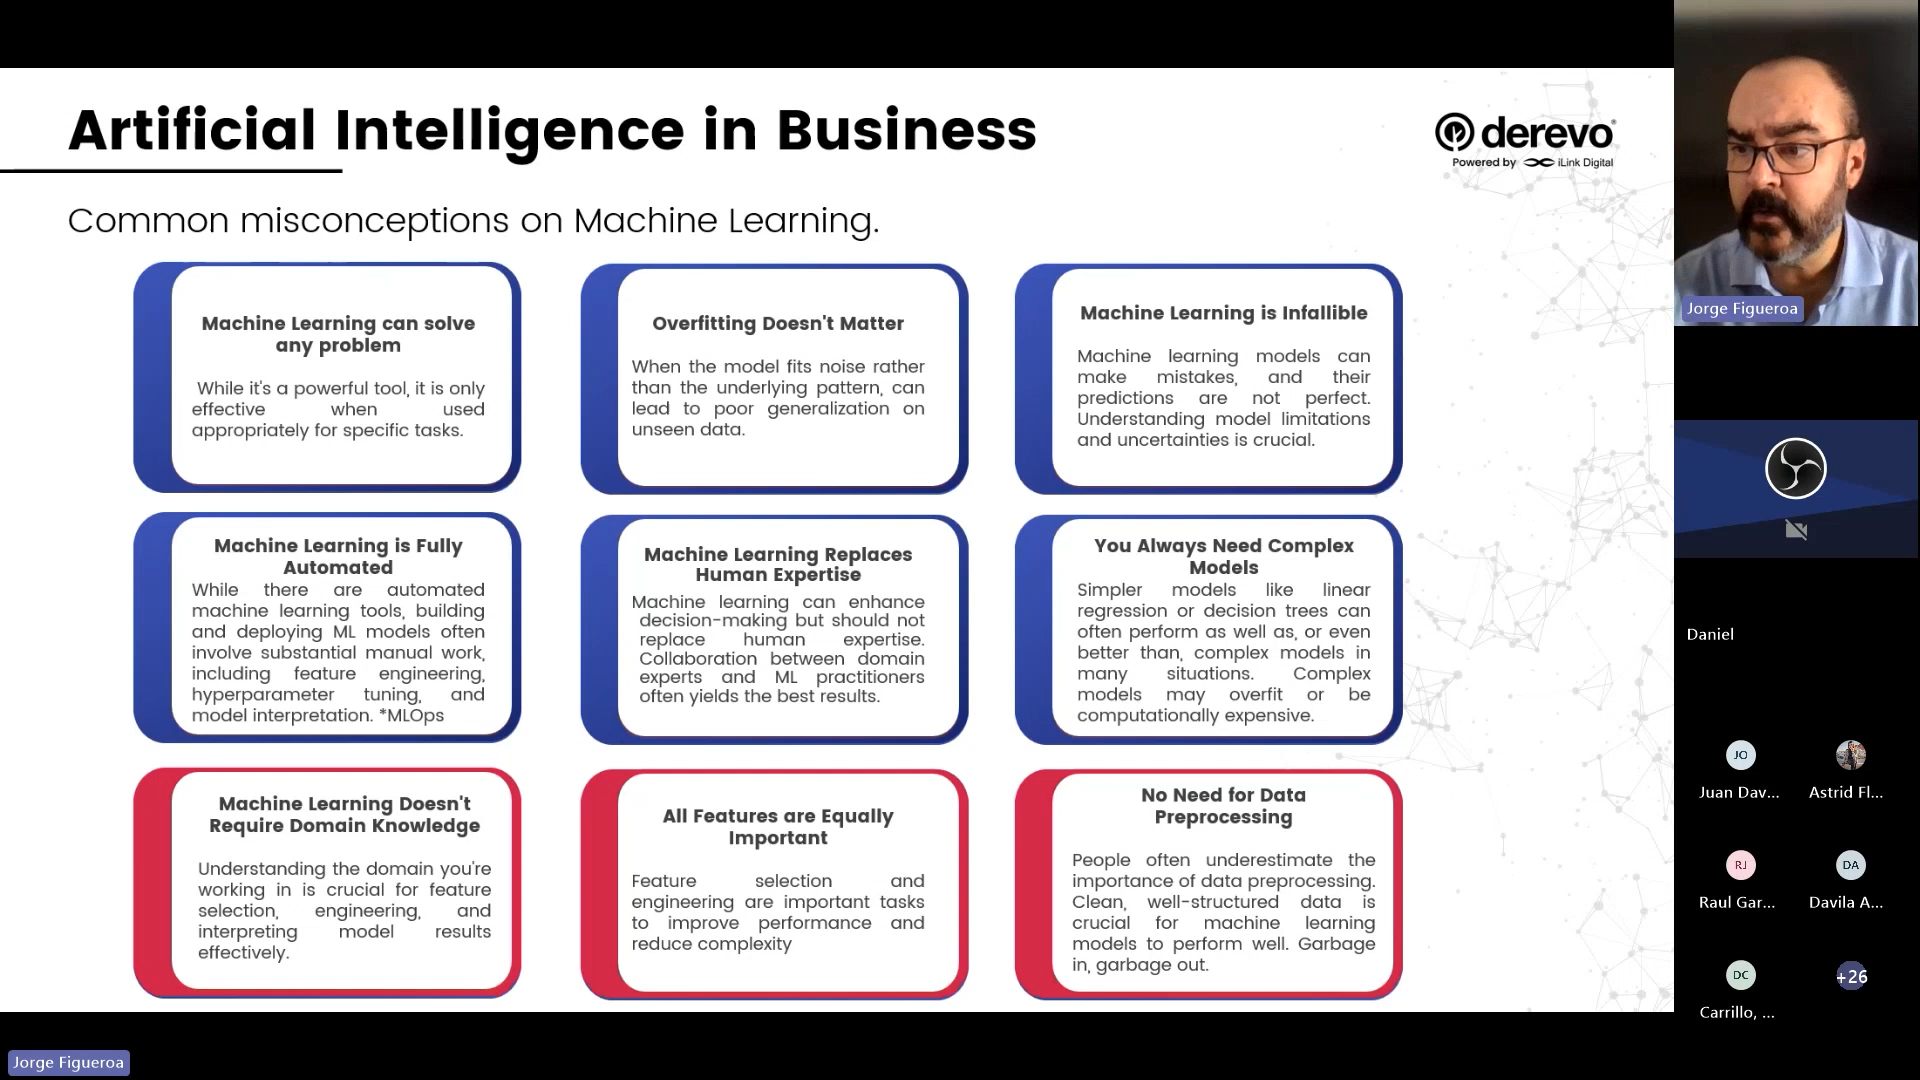 Artificial Intelligence in Business
derevo
Powered by iLink Digital
Common misconceptions on Machine Learning.
Machine Learning can solve
any problem
While it's a powerful tool, it is only
effective when used
appropriately for specific tasks.
Overfitting Doesn't Matter
When the model fits noise rather
than the underlying pattern, can
lead to poor generalization on
unseen data.
Machine Learning is Infallible
Machine learning models can
make mistakes, and their
predictions are not perfect.
Understanding model limitations
and uncertainties is crucial.
Machine Learning is Fully
Automated
While there are automated
machine learning tools, building
and deploying ML models often
involve substantial manual work,
including feature engineering,
hyperparameter tuning, and
model interpretation. *MLOps
Machine Learning Replaces
Human Expertise
Machine learning can enhance
decision-making but should not
replace human expertise.
Collaboration between domain
experts and ML practitioners
often yields the best results.
You Always Need Complex
Models
Simpler models like linear
regression or decision trees can
often perform as well as, or even
better than, complex models in
many situations. Complex
models may overfit or be
computationally expensive.
Machine Learning Doesn't
Require Domain Knowledge
Understanding the domain you're
working in is crucial for feature
selection, engineering, and
interpreting model results
effectively.
All Features are Equally
Important
Feature selection and
engineering are important tasks
to improve performance and
reduce complexity
No Need for Data
Preprocessing
People often underestimate the
importance of data preprocessing.
Clean, well-structured data is
crucial for machine learning
models to perform well. Garbage
in, garbage out.
Jorge Figueroa
Daniel
JO
Juan Dav...
Astrid Fl...
RJ
Raul Gar...
DA
Davila A...
DC
Carrillo, ...
+26
Jorge Figueroa